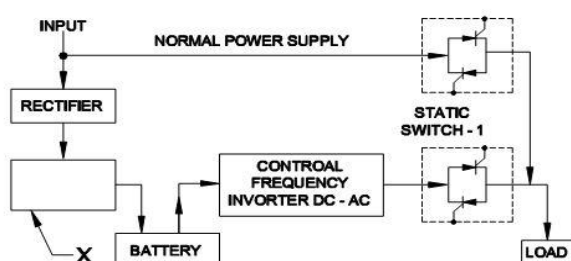 INPUT
NORMAL POWER SUPPLY
RECTIFIER
STATIC
SWITCH - 1
CONTROAL
FREQUENCY
INVORTER DC - AC
X
BATTERY
LOAD